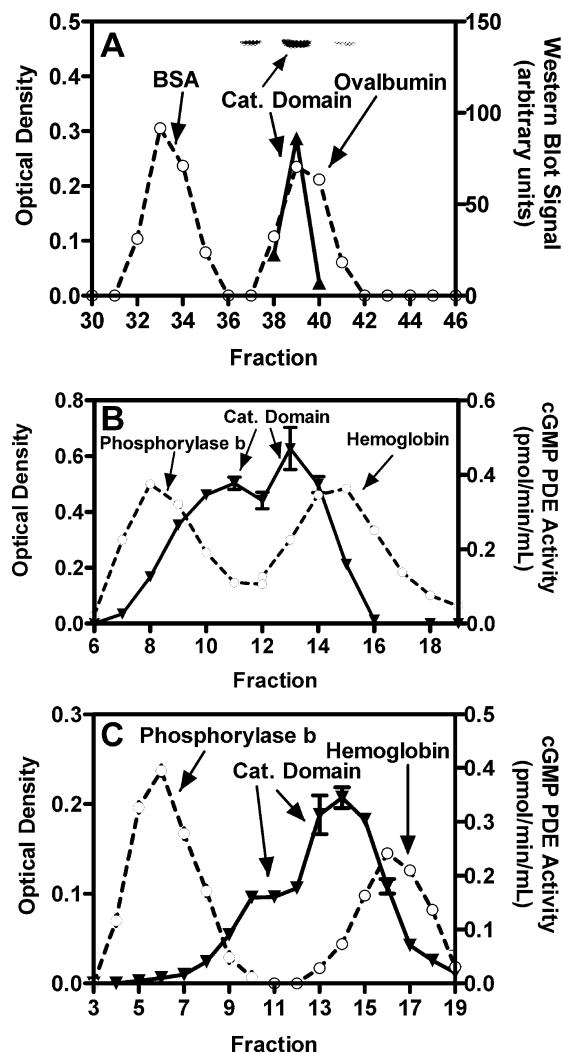 A
BSA
Cat. Domain
Ovalbumin
Optical Density
0.5
0.4
0.3
0.2
0.1
0.0
Western Blot Signal
(arbitrary units)
150
100
50
0
30 32 34 36 38 40 42 44 46
Fraction
B
Phosphorylase b
Cat. Domain
Hemoglobin
Optical Density
0.8
0.6
0.4
0.2
0.0
cGMP PDE Activity
(pmol/min/mL)
0.6
0.4
0.2
0.0
6 8 10 12 14 16 18
Fraction
C
Phosphorylase b
Cat. Domain
Hemoglobin
Optical Density
0.3
0.2
0.1
0.0
cGMP PDE Activity
(pmol/min/mL)
0.5
0.4
0.3
0.2
0.1
0.0
3 5 7 9 11 13 15 17 19
Fraction